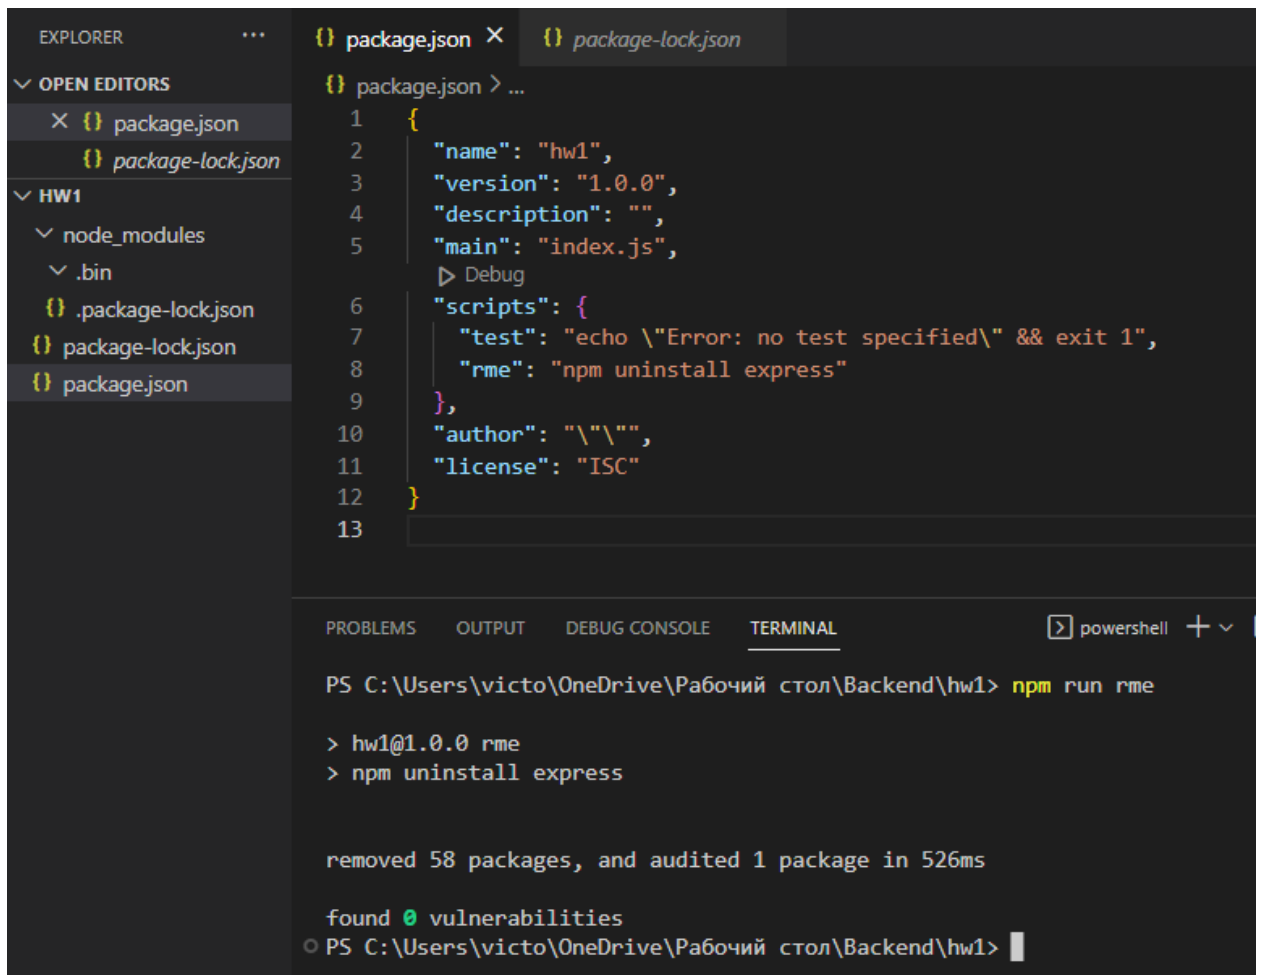 EXPLORER ···
OPEN EDITORS
{} package.json
{} package-lock.json
HW1
node_modules
.bin
{} .package-lock.json
{} package-lock.json
{} package.json
{} package.json {} package-lock.json
{} package.json > ...
1 {
2 "name": "hw1",
3 "version": "1.0.0",
4 "description": "",
5 "main": "index.js",
Debug
6 "scripts": {
7 "test": "echo \"Error: no test specified\" && exit 1",
8 "rme": "npm uninstall express"
9 },
10 "author": "\"\"",
11 "license": "ISC"
12 }
13
PROBLEMS OUTPUT DEBUG CONSOLE TERMINAL powershell
PS C:\Users\victo\OneDrive\Рабочий стол\Backend\hw1> npm run rme
> hw1@1.0.0 rme
> npm uninstall express
removed 58 packages, and audited 1 package in 526ms
found 0 vulnerabilities
PS C:\Users\victo\OneDrive\Рабочий стол\Backend\hw1>